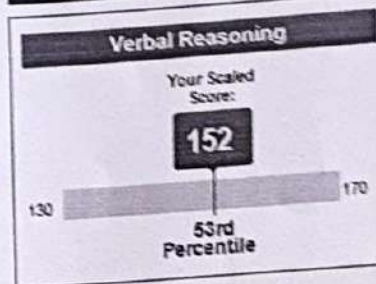 Verbal Reasoning
Your Scaled
Score:
152
130
170
53rd
Percentile